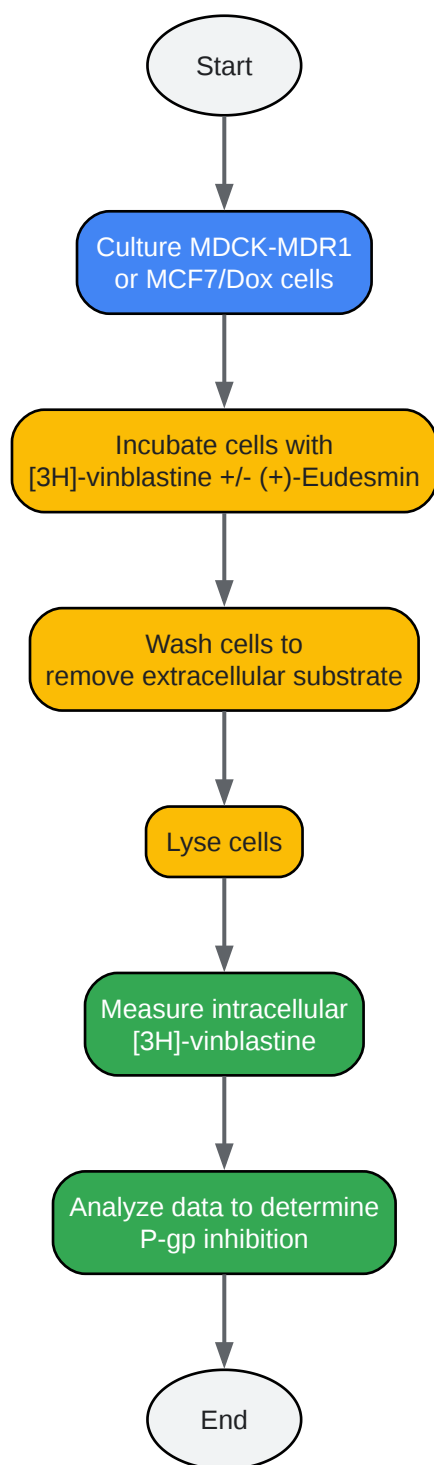 Start
Culture MDCK-MDR1
or MCF7/Dox cells
Incubate cells with
[3H]-vinblastine +/- (+)-Eudesmin
Wash cells to
remove extracellular substrate
Lyse cells
Measure intracellular
[3H]-vinblastine
Analyze data to determine
P-gp inhibition
End